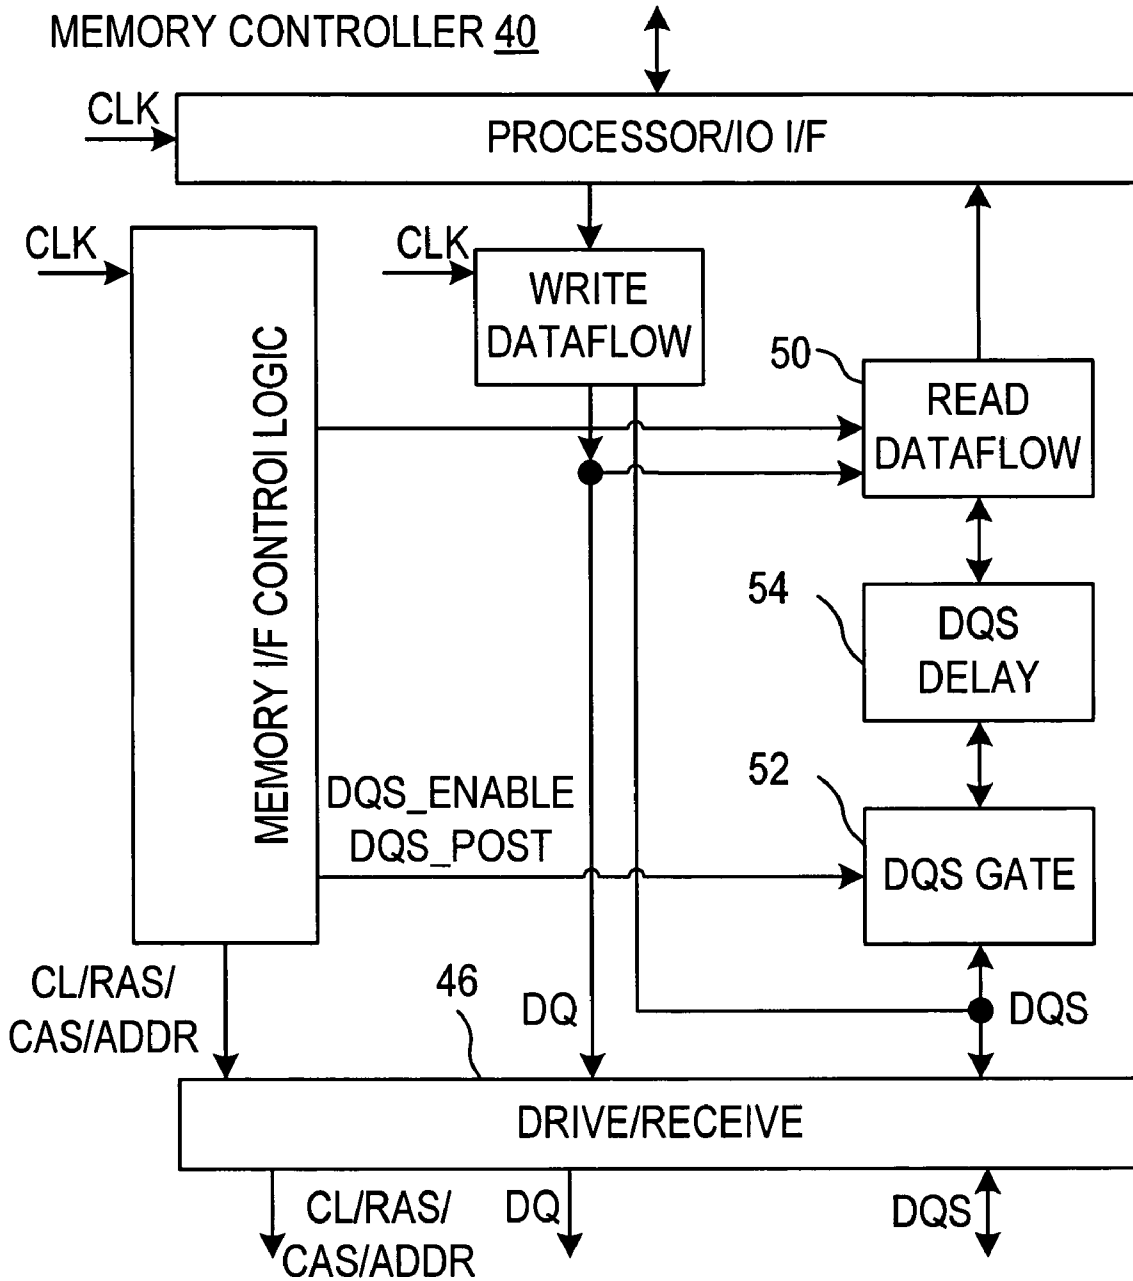 MEMORY CONTROLLER 40
CLK
PROCESSOR/IO I/F
CLK
CLK
WRITE
DATAFLOW
50
READ
DATAFLOW
MEMORY I/F CONTROl LOGIC
54
DQS
DELAY
52
DQS_ENABLE
DQS_POST
DQS GATE
CL/RAS/
CAS/ADDR
46
DQ
DQS
DRIVE/RECEIVE
CL/RAS/
CAS/ADDR
DQ
DQS